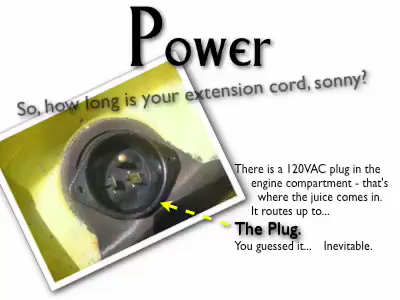 Power
So, how long is your extension cord, sonny?
There is a 120VAC plug in the
engine compartment - that's
where the juice comes in.
It routes up to...
The Plug.
You guessed it... Inevitable.